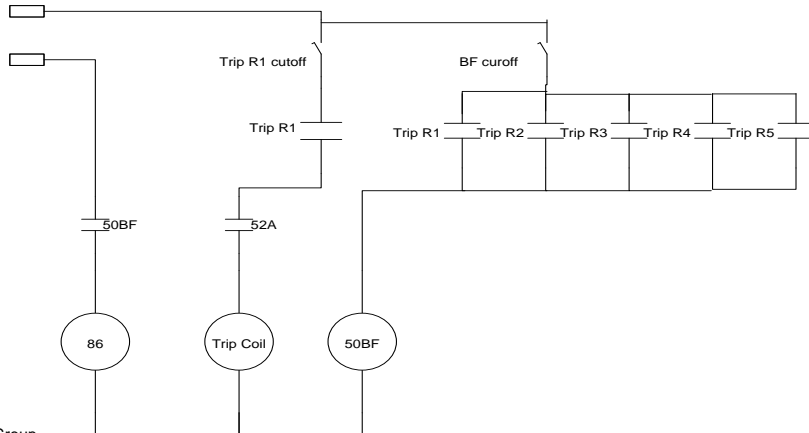 Trip R1 cutoff
BF curoff
Trip R1
Trip R1
Trip R2
Trip R3
Trip R4
Trip R5
50BF
52A
86
Trip Coil
50BF